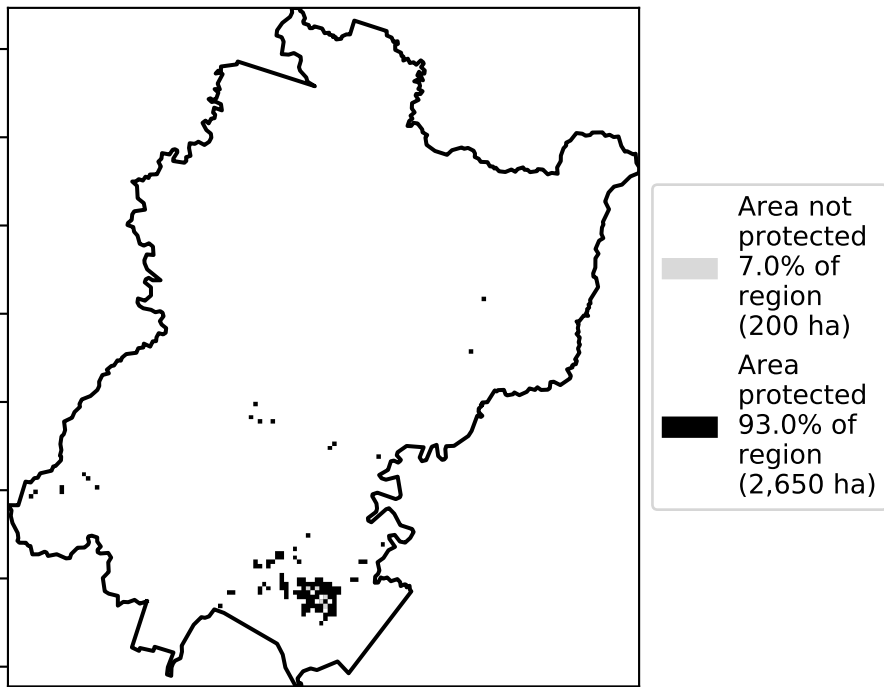 Area not
protected
7.0% of
region
(200 ha)
Area
protected
93.0% of
region
(2,650 ha)